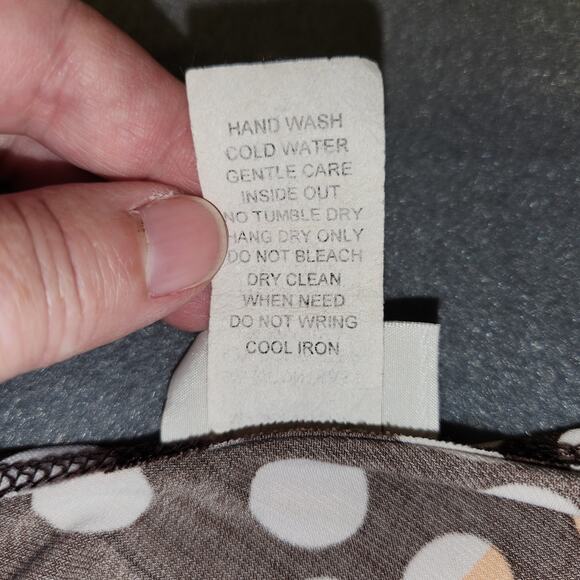 HAND WASH
COLD WATER
GENTLE CARE
INSIDE OUT
NO TUMBLE DRY
HANG DRY ONLY
DO NOT BLEACH
DRY CLEAN
WHEN NEED
DO NOT WRING
COOL IRON